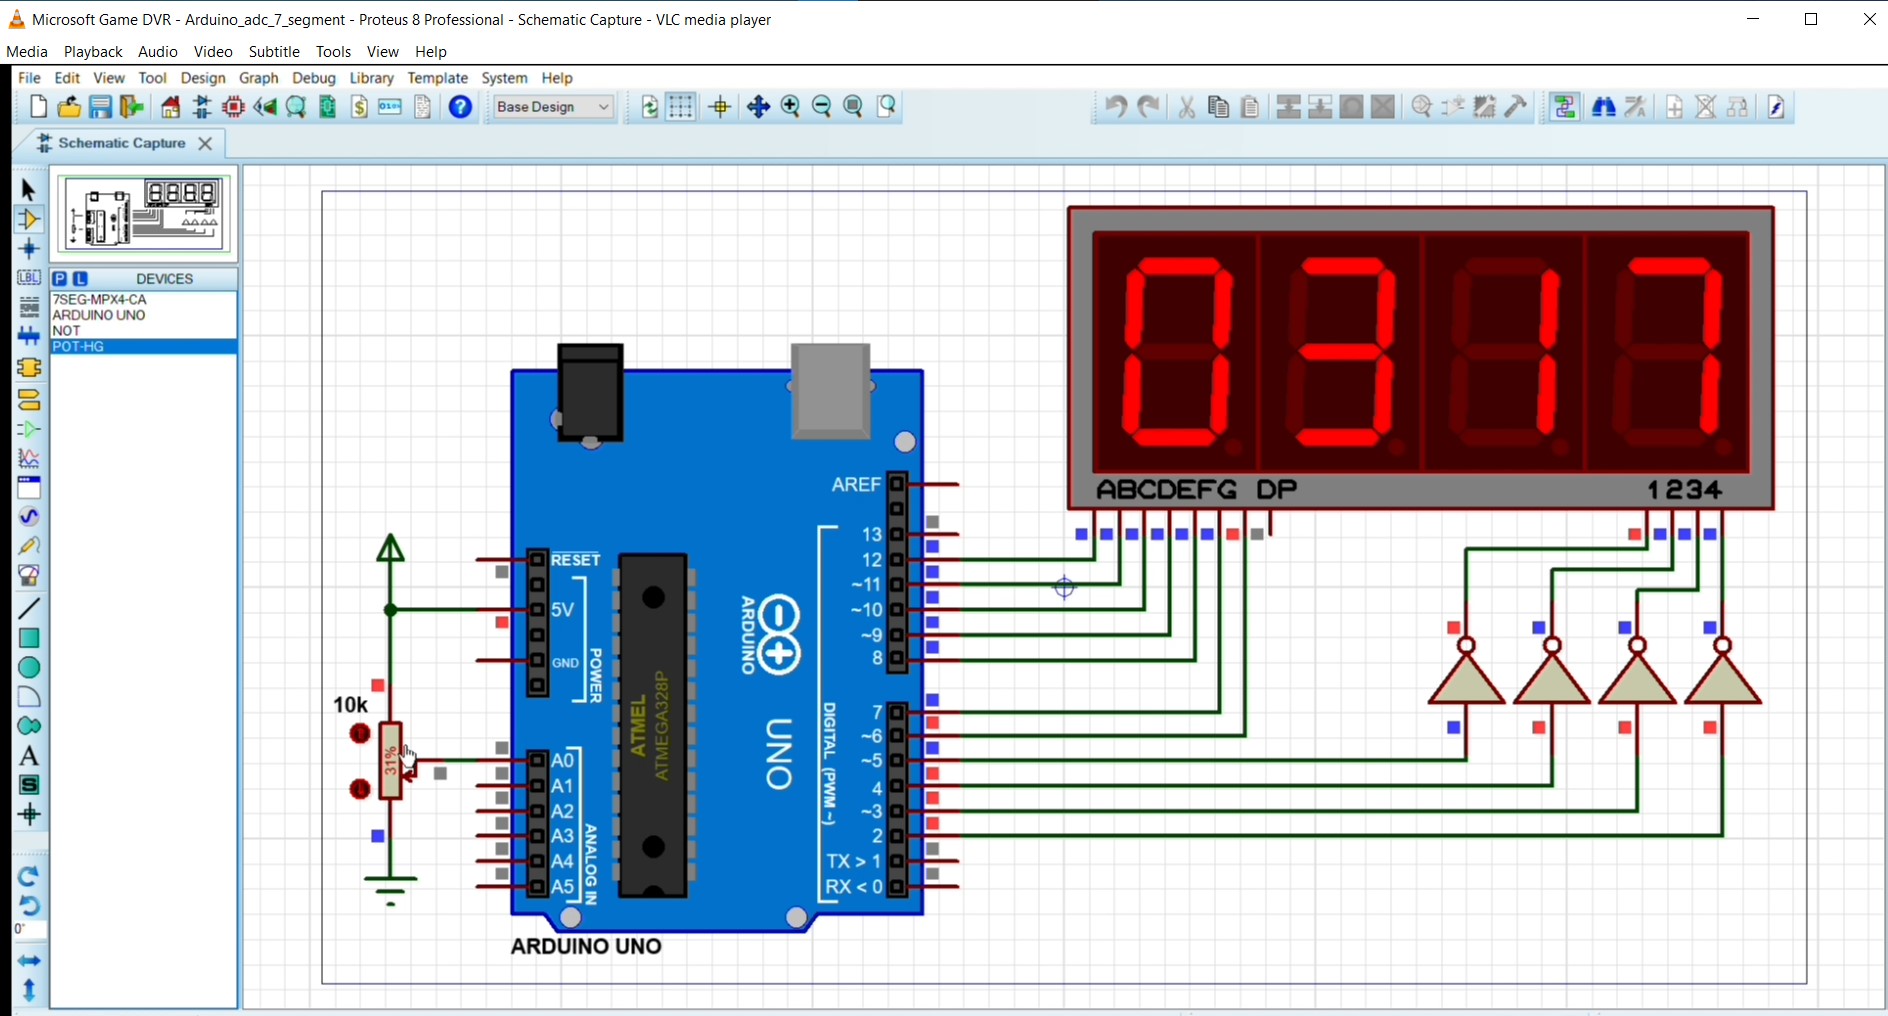 Microsoft Game DVR - Arduino_adc_7_segment - Proteus 8 Professional - Schematic Capture - VLC media player
Media Playback Audio Video Subtitle Tools View Help
File Edit View Tool Design Graph Debug Library Template System Help
Base Design
Schematic Capture
P L DEVICES
7SEG-MPX4-CA
ARDUINO UNO
NOT
POT-HG
LBL
A
S
0°
0317
ABCDEFG DP 1234
AREF
13
12
~11
~10
~9
8
7
~6
~5
4
~3
2
TX > 1
RX < 0
DIGITAL (PWM ~)
RESET
5V
GND
POWER
A0
A1
A2
A3
A4
A5
ANALOG IN
ATMEL
ATMEGA328P
ARDUINO
UNO
10k
31%
ARDUINO UNO